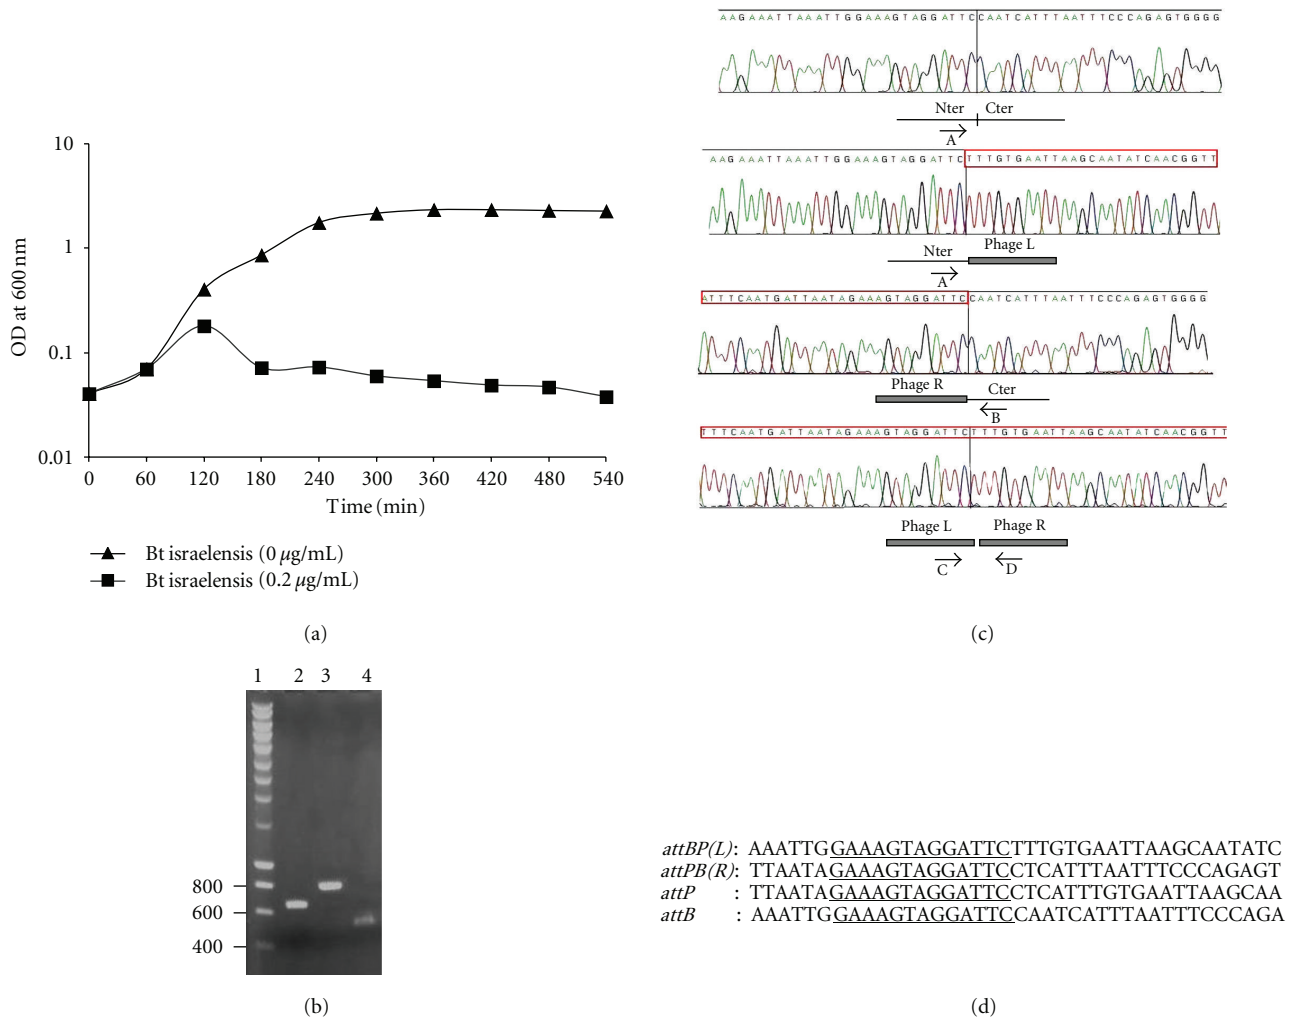 10
1
0.1
0.01
OD at 600 nm
0 60 120 180 240 300 360 420 480 540
Time (min)
Bt israelensis (0 µg/mL)
Bt israelensis (0.2 µg/mL)
(a)
1 2 3 4
800
600
400
(b)
AAGAAATTAAATTGGAAAGTAGGATTCCAATCATTTAATTTCCCAGAGTGGGG
Nter Cter
A
AAGAAATTAAATTGGAAAGTAGGATTCTTTGTGAATTAAGCAATATCAACGGTT
Nter Phage L
A
ATTTCAATGATTAATAGAAAGTAGGATTCCAATCATTTAATTTCCCAGAGTGGGG
Phage R Cter
B
TTTCAATGATTAATAGAAAGTAGGATTCTTTGTGAATTAAGCAATATCAACGGTT
Phage L Phage R
C D
(c)
attBP(L): AAATTGGAAAGTAGGATTCTTTGTGAATTAAGCAATATC
attPB(R): TTAATAGAAAGTAGGATTCCTCATTTAATTTCCCAGAGT
attP : TTAATAGAAAGTAGGATTCCTCATTTGTGAATTAAGCAA
attB : AAATTGGAAAGTAGGATTCCAATCATTTAATTTCCCAGA
(d)